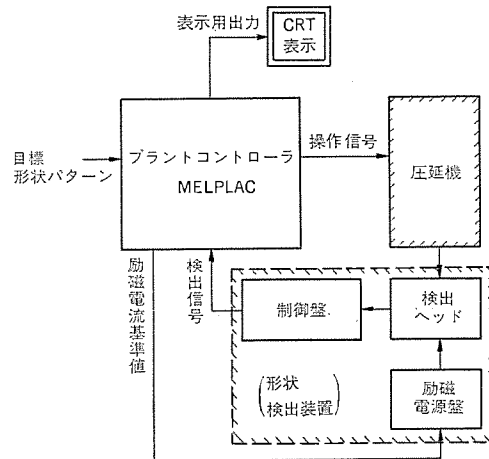 表示用出力
CRT
表示
目標
形状パターン
プラントコントローラ
MELPLAC
操作信号
圧延機
励磁電流基準値
検出信号
制御盤
検出
ヘッド
(形状
検出装置)
励磁
電源盤